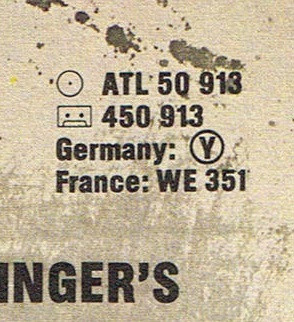 ATL 50 913
450 913
Germany: Y
France: WE 351
INGER'S